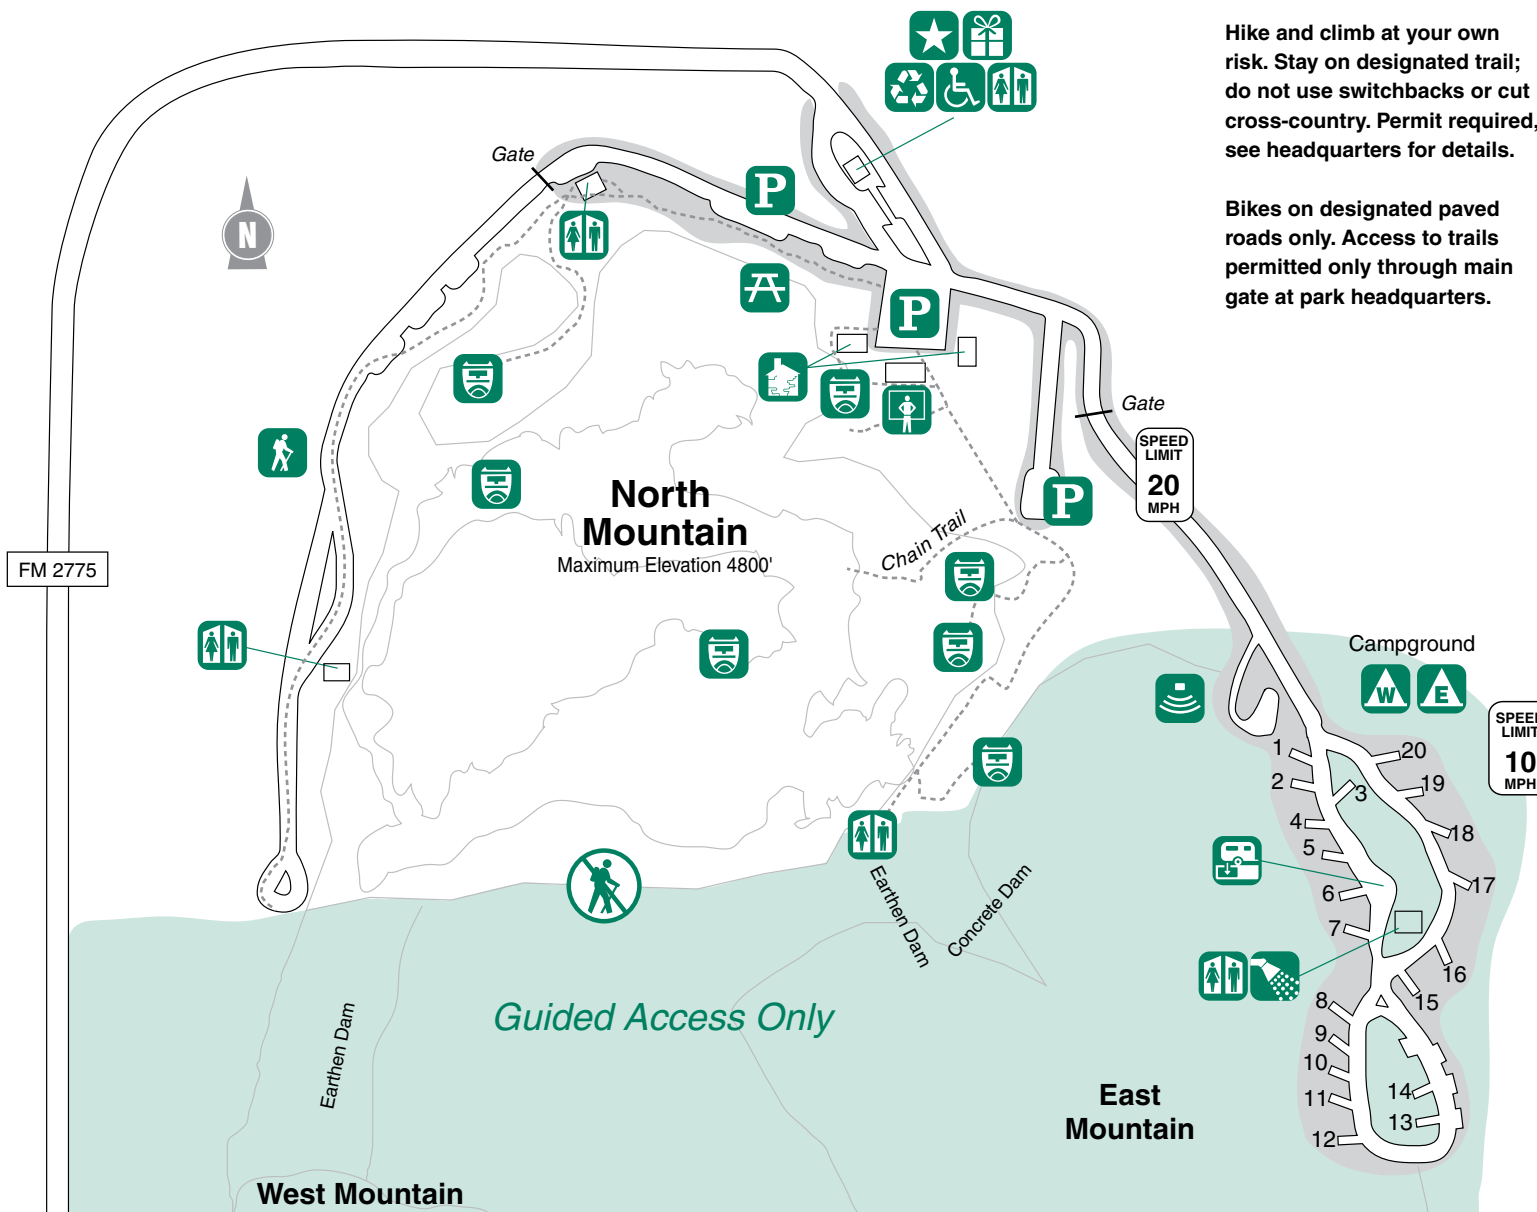 Hike and climb at your own
risk. Stay on designated trail;
do not use switchbacks or cut
cross-country. Permit required,
see headquarters for details.
Bikes on designated paved
roads only. Access to trails
permitted only through main
gate at park headquarters.
Gate
P
N
P
Gate
SPEED
LIMIT
20
MPH
North
Mountain
Maximum Elevation 4800'
P
Chain Trail
FM 2775
Campground
W
E
SPEED
LIMIT
10
MPH
1
20
2
3
19
4
18
5
17
6
7
16
15
8
9
10
14
11
13
12
Earthen Dam
Concrete Dam
Guided Access Only
Earthen Dam
East
Mountain
West Mountain